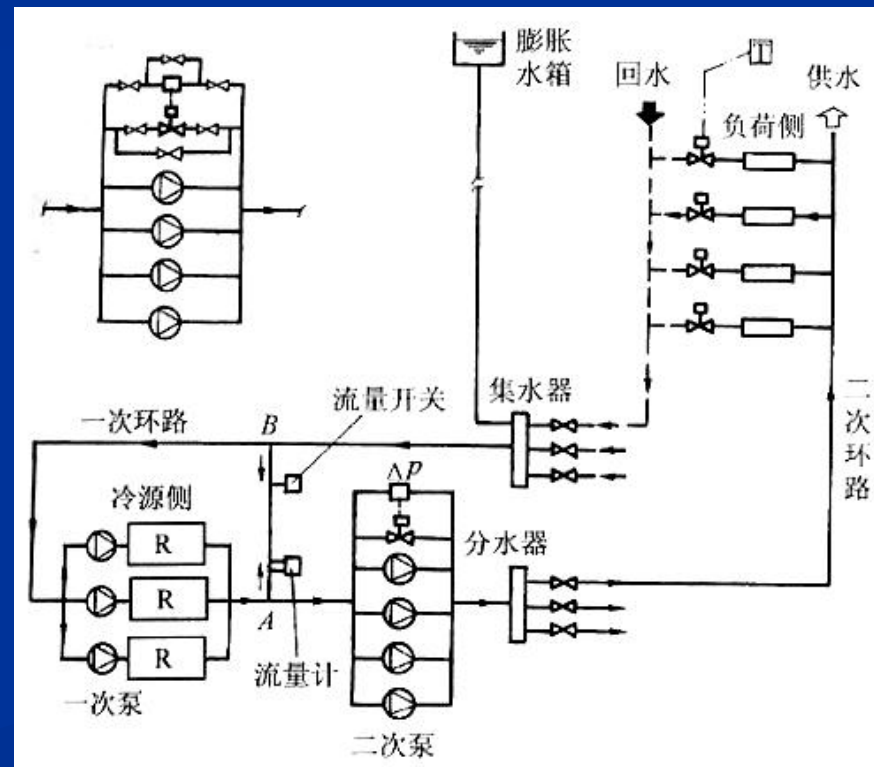 膨胀
水箱
回水
供水
负荷侧
集水器
流量开关
一次环路
B
冷源侧
Δp
分水器
二次环路
R
R
R
A
流量计
一次泵
二次泵